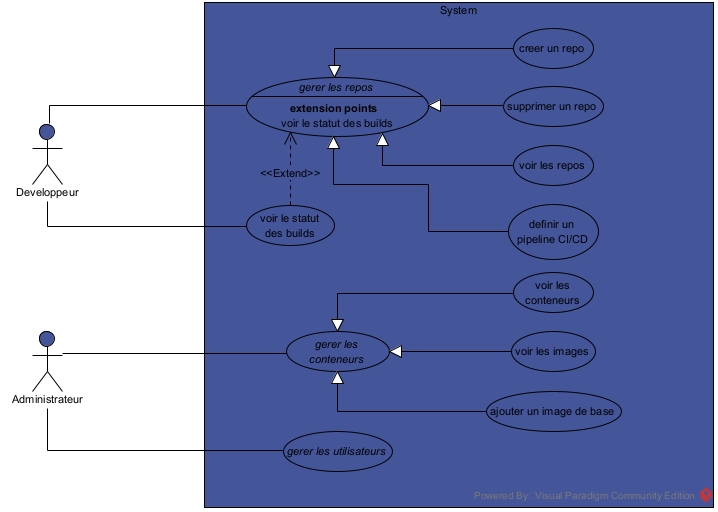 System
creer un repo
gerer les repos
extension points
voir le statut des builds
supprimer un repo
voir les repos
<<Extend>>
Developpeur
voir le statut
des builds
definir un
pipeline CI/CD
voir les
conteneurs
gerer les
conteneurs
voir les images
Administrateur
ajouter un image de base
gerer les utilisateurs
Powered By: Visual Paradigm Community Edition